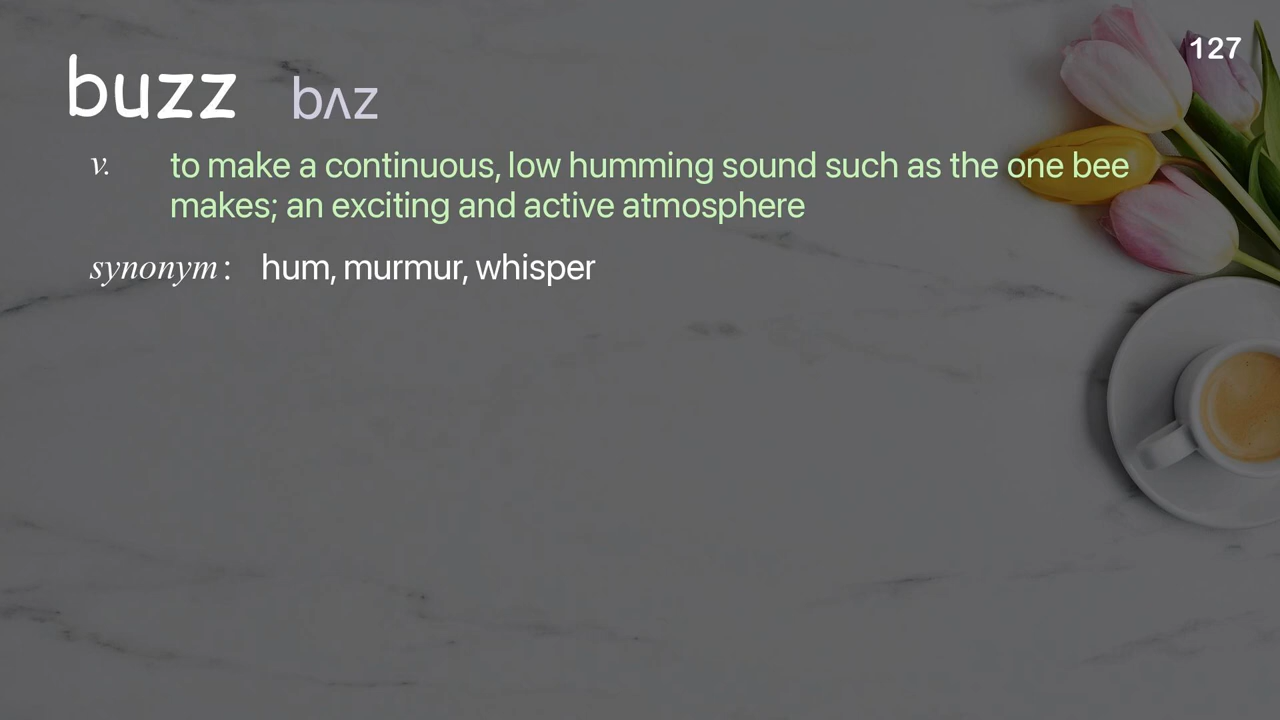 127
buzz bʌz
v. to make a continuous, low humming sound such as the one bee
makes; an exciting and active atmosphere
synonym : hum, murmur, whisper